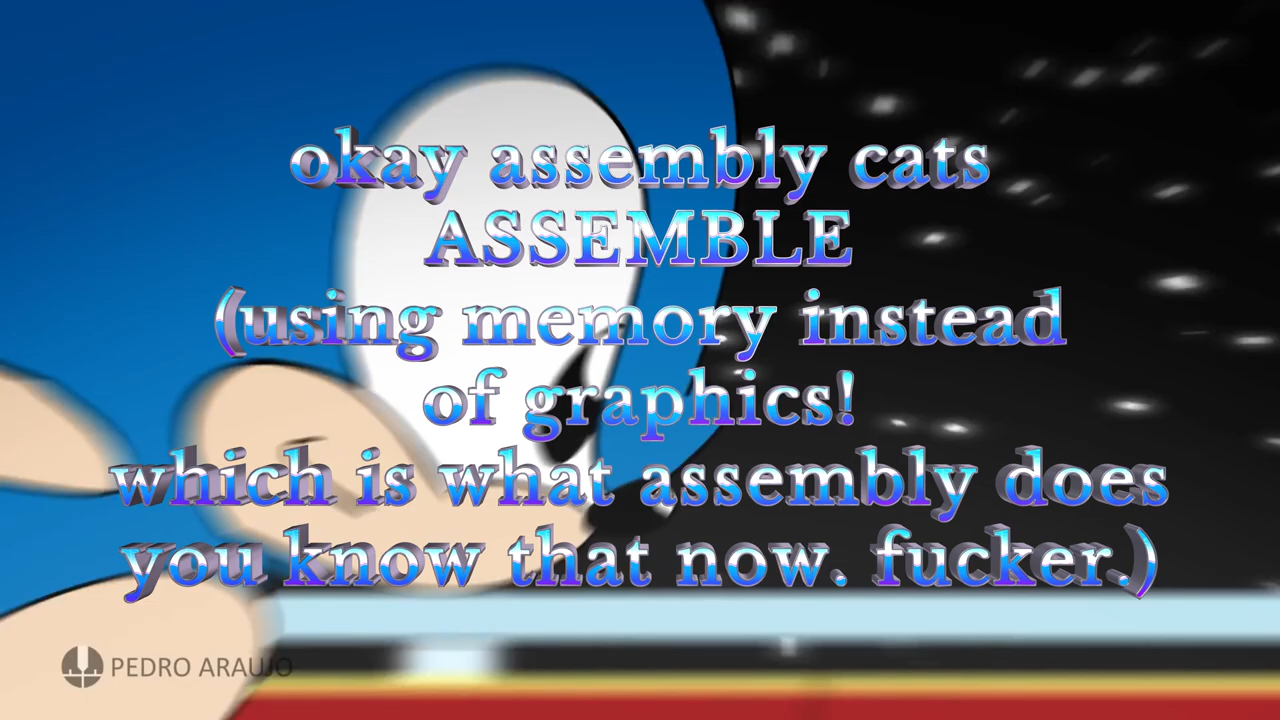 okay assembly cats
ASSEMBLE
(using memory instead
of graphics!
which is what assembly does
you know that now. fucker.)
PEDRO ARAUJO